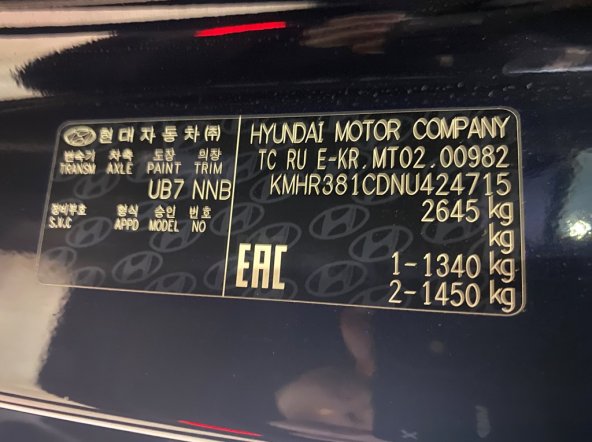 현대자동차(주)
변속기 차축 도장 의장
TRANSM AXLE PAINT TRIM
UB7 NNB
정비부호 형식 승인 번호
S.V.C APPD MODEL NO
HYUNDAI MOTOR COMPANY
TC RU E-KR.MT02.00982
KMHR381CDNU424715
2645 kg
kg
EAC
1-1340 kg
2-1450 kg